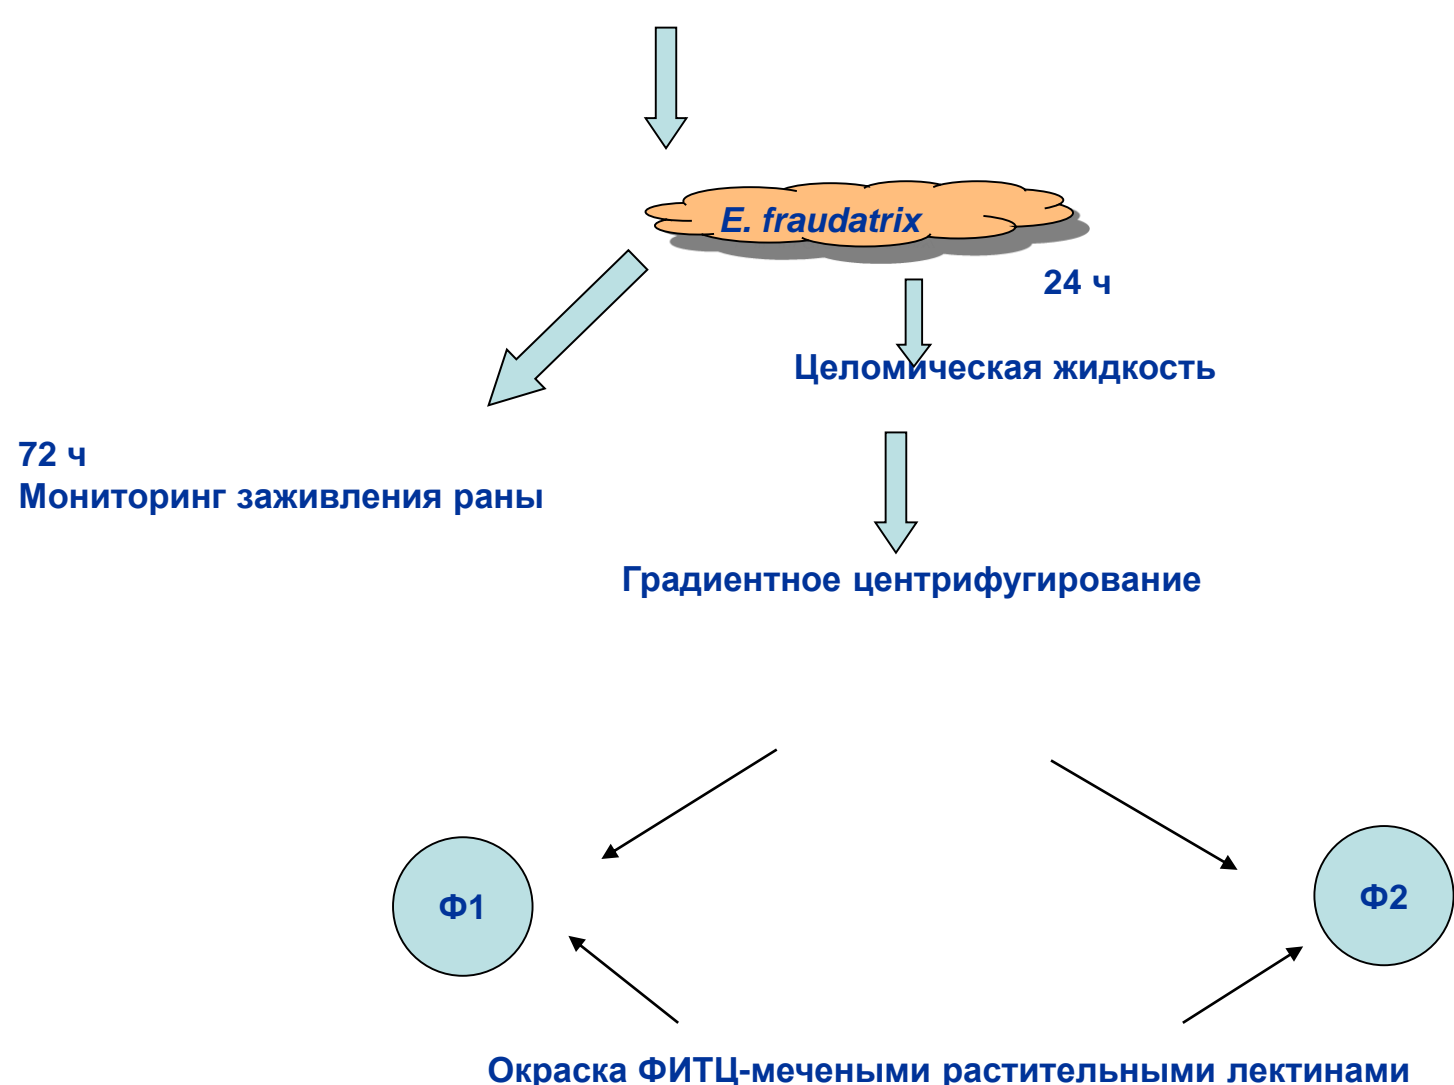 E. fraudatrix
24 ч
Целомическая жидкость
72 ч
Мониторинг заживления раны
Градиентное центрифугирование
Ф1
Ф2
Окраска ФИТЦ-мечеными растительными лектинами